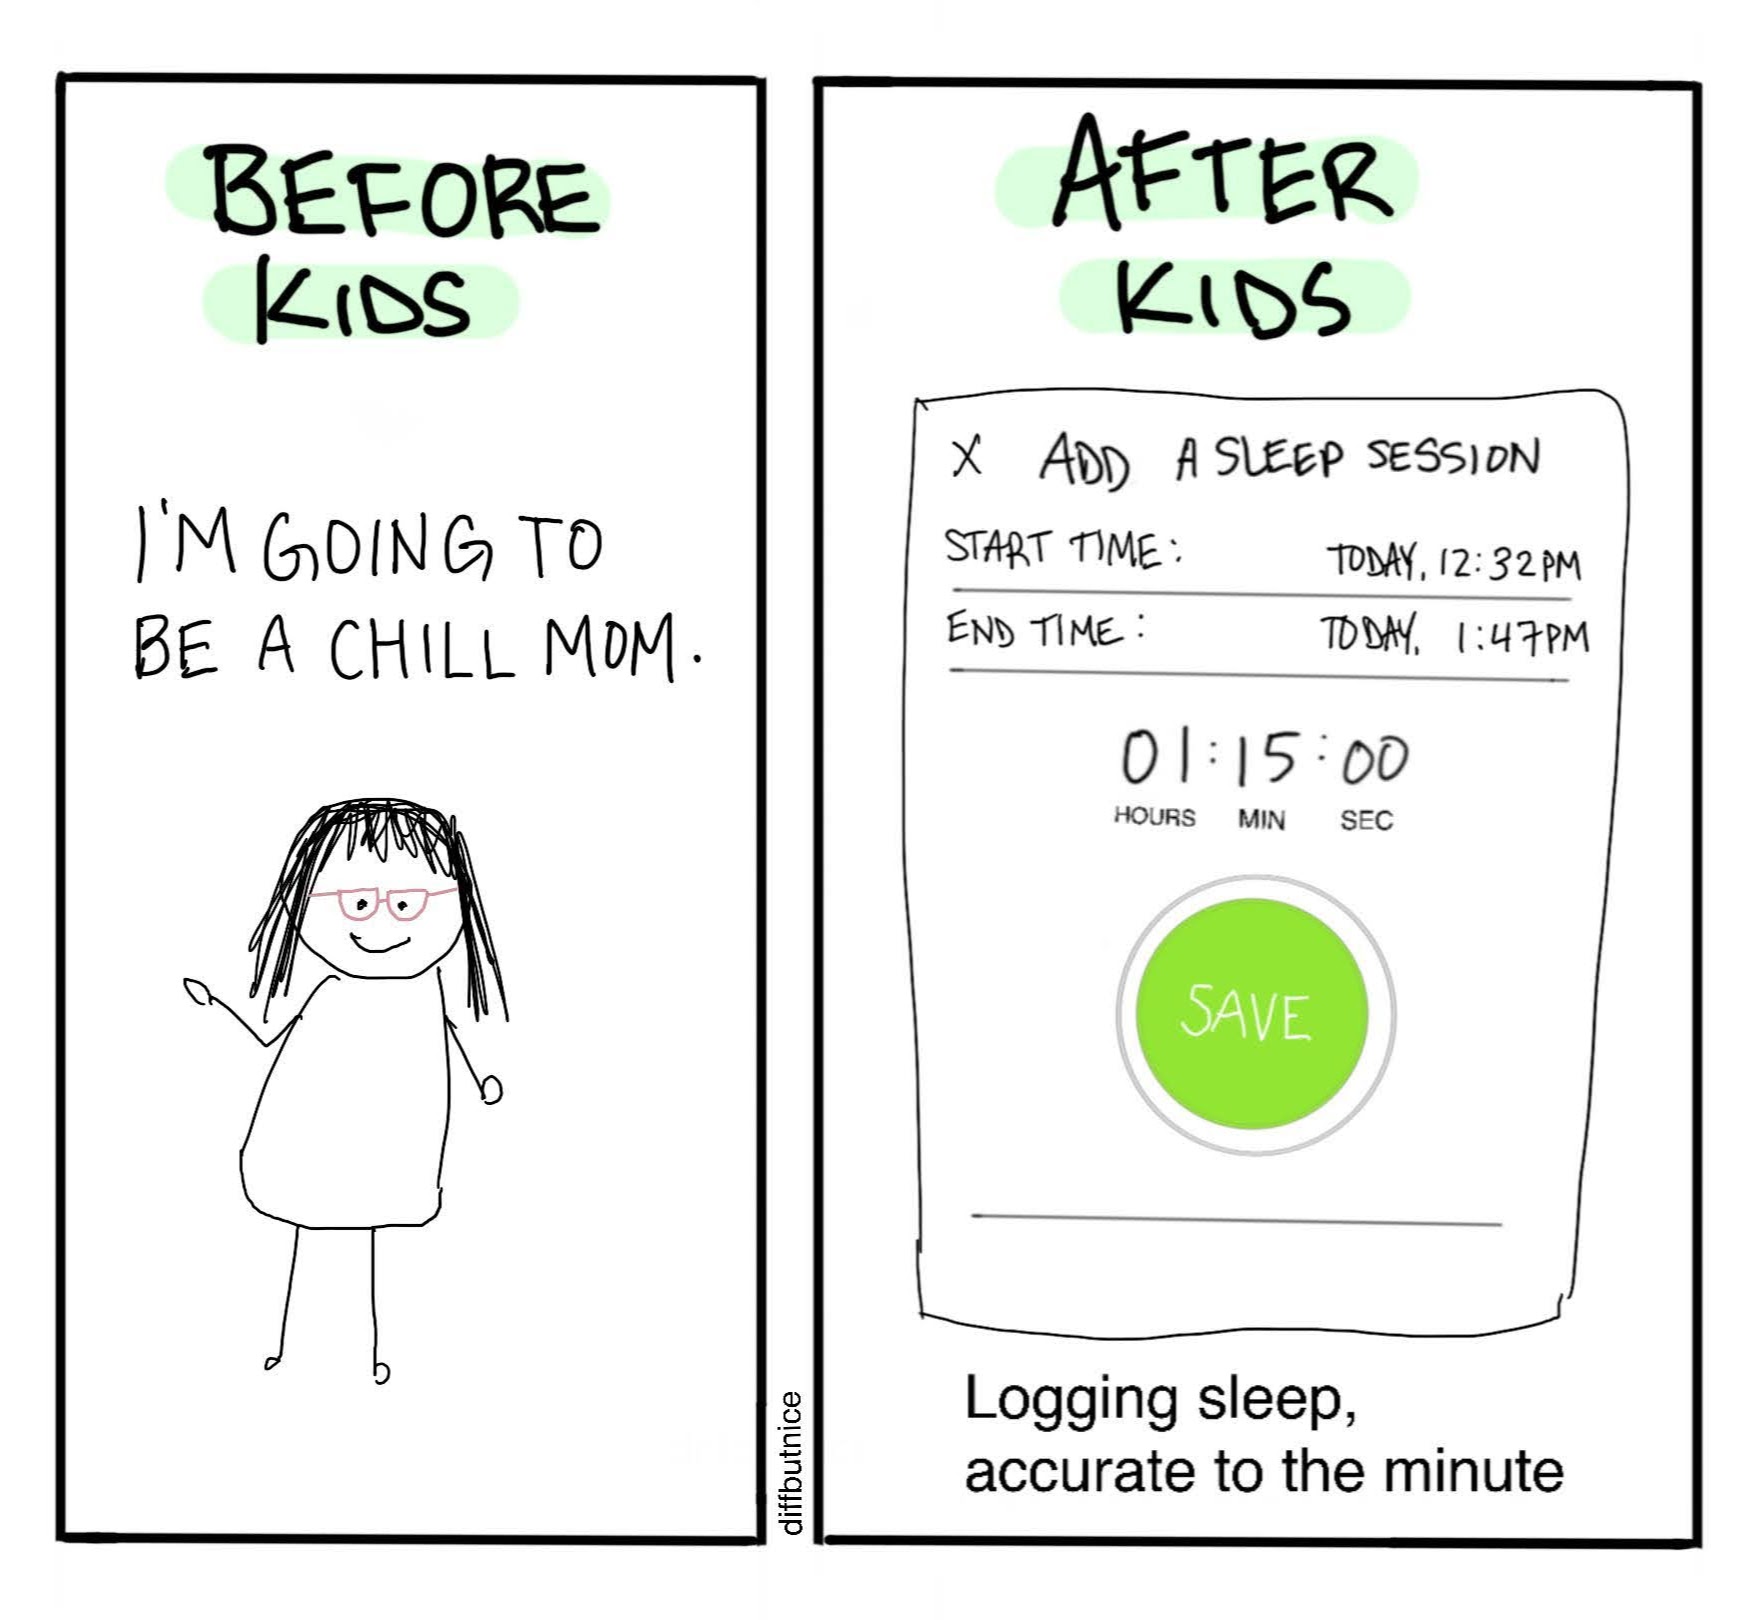 BEFORE
KIDS
I'M GOING TO
BE A CHILL MOM.
diffbutnice
AFTER
KIDS
X ADD A SLEEP SESSION
START TIME: TODAY, 12:32PM
END TIME: TODAY, 1:47PM
01:15:00
HOURS MIN SEC
SAVE
Logging sleep,
accurate to the minute